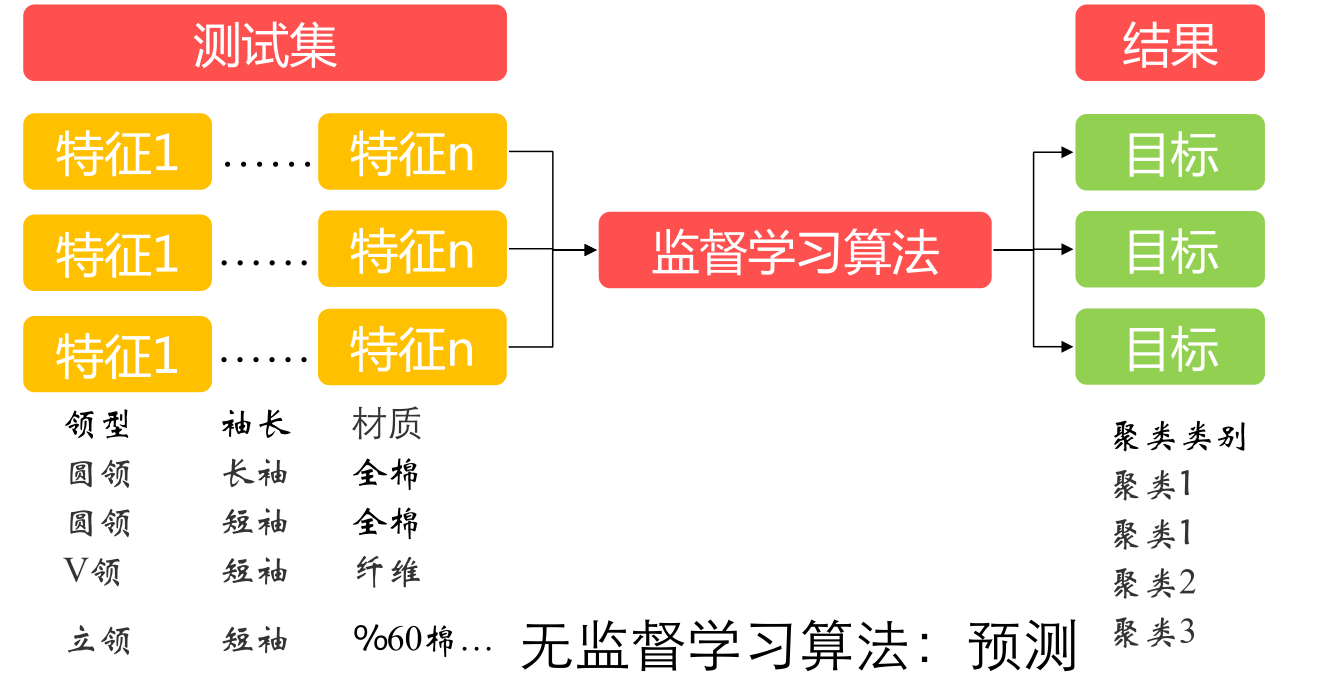 测试集 结果
特征1 …… 特征n 目标
特征1 …… 特征n 监督学习算法 目标
特征1 …… 特征n 目标
领型 袖长 材质 聚类类别
圆领 长袖 全棉 聚类1
圆领 短袖 全棉 聚类1
V领 短袖 纤维 聚类2
立领 短袖 %60棉… 聚类3
无监督学习算法：预测